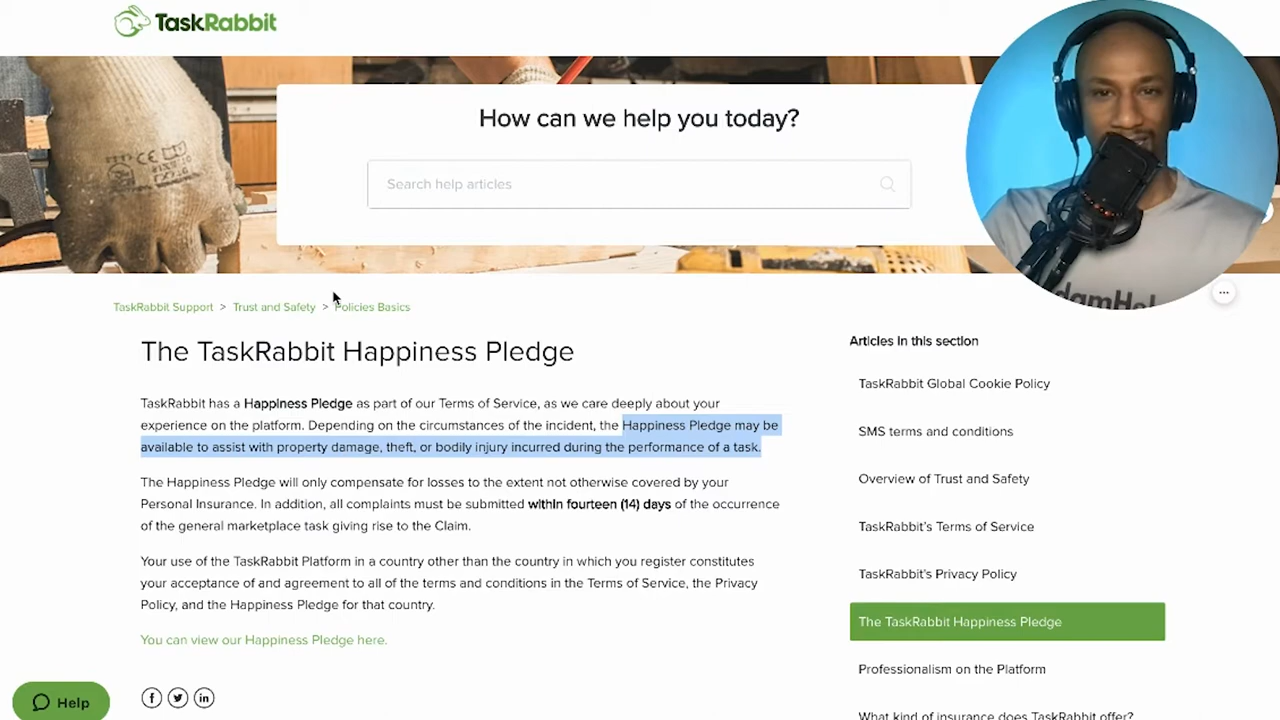 TaskRabbit
How can we help you today?
Search help articles
TaskRabbit Support > Trust and Safety > Policies Basics
The TaskRabbit Happiness Pledge
TaskRabbit has a Happiness Pledge as part of our Terms of Service, as we care deeply about your
experience on the platform. Depending on the circumstances of the incident, the Happiness Pledge may be
available to assist with property damage, theft, or bodily injury incurred during the performance of a task.
The Happiness Pledge will only compensate for losses to the extent not otherwise covered by your
Personal Insurance. In addition, all complaints must be submitted within fourteen (14) days of the occurrence
of the general marketplace task giving rise to the Claim.
Your use of the TaskRabbit Platform in a country other than the country in which you register constitutes
your acceptance of and agreement to all of the terms and conditions in the Terms of Service, the Privacy
Policy, and the Happiness Pledge for that country.
You can view our Happiness Pledge here.
Help
Articles in this section
TaskRabbit Global Cookie Policy
SMS terms and conditions
Overview of Trust and Safety
TaskRabbit's Terms of Service
TaskRabbit's Privacy Policy
The TaskRabbit Happiness Pledge
Professionalism on the Platform
What kind of insurance does TaskRabbit offer?